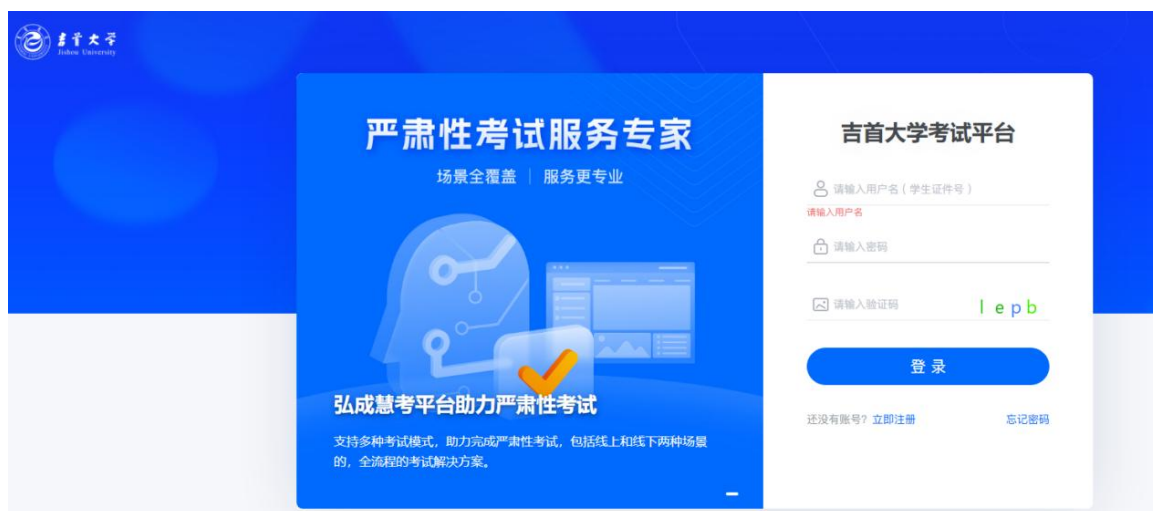 吉首大学
Jishou University
严肃性考试服务专家
场景全覆盖 | 服务更专业
弘成慧考平台助力严肃性考试
支持多种考试模式，助力完成严肃性考试，包括线上和线下两种场景
的，全流程的考试解决方案。
吉首大学考试平台
请输入用户名（学生证件号）
请输入用户名
请输入密码
请输入验证码
lepb
登录
还没有账号？立即注册
忘记密码